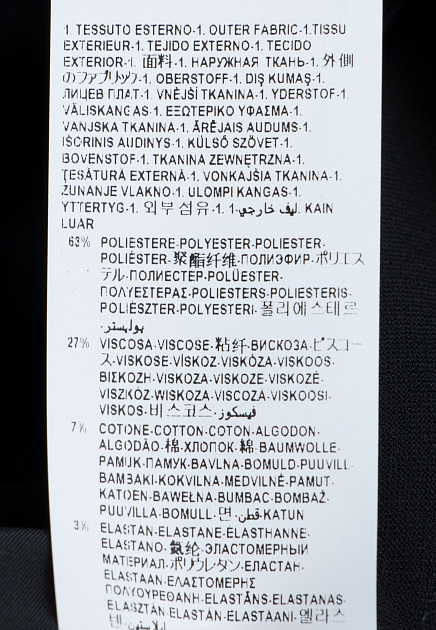 1. TESSUTO ESTERNO-1. OUTER FABRIC-1.TISSU
EXTERIEUR-1. TEJIDO EXTERNO-1. TECIDO
EXTERIOR-1. 面料-1. НАРУЖНАЯ ТКАНЬ-1. 外側
のファブリック-1. OBERSTOFF-1. DIŞ KUMAŞ-1.
ЛИЦЕВ ПЛАТ-1. VNĚJŠÍ TKANINA-1. YDERSTOF-1.
VÄLISKANGAS-1. ΕΞΩΤΕΡΙΚΟ ΥΦΑΣΜΑ-1.
VANJSKA TKANINA-1. ĀRĒJAIS AUDUMS-1.
IŠORINIS AUDINYS-1. KÜLSŐ SZÖVET-1.
BOVENSTOF-1. TKANINA ZEWNĘTRZNA-1.
ŢESĂTURĂ EXTERNĂ-1. VONKAJŠIA TKANINA-1.
ZUNANJE VLAKNO-1. ULOMPI KANGAS-1.
YTTERTYG-1. 외부 섬유-1. ليف خارجي-1. KAIN
LUAR
63% POLIESTERE-POLYESTER-POLIESTER-
POLIÉSTER-聚酯纤维-ПОЛИЭФИР-ポリエス
テル-ПОЛИЕСТЕР-POLÜESTER-
ΠΟΛΥΕΣΤΕΡΑΣ-POLIESTERS-POLIESTERIS-
POLIÉSZTER-POLYESTERI-폴리에스테르
-بوليستر
27% VISCOSA-VISCOSE-粘纤-ВИСКОЗА-ビスコー
ス-VISKOSE-VİSKOZ-VISKÓZA-VISKOOS-
ΒΙΣΚΟΖΗ-VISKOZA-VISKOZE-VISKOZĖ-
VISZKÓZ-WISKOZA-VISCOZĂ-VISKOOSI-
VISKOS-비스코스-فيسكوز
7% COTONE-COTTON-COTON-ALGODON-
ALGODÃO-棉-ХЛОПОК-綿-BAUMWOLLE-
PAMUK-ПАМУК-BAVLNA-BOMULD-PUUVILL-
ΒΑΜΒΑΚΙ-KOKVILNA-MEDVILNĖ-PAMUT-
KATOEN-BAWEŁNA-BUMBAC-BOMBAŽ-
PUUVILLA-BOMULL-면-قطن-KATUN
3% ELASTAN-ELASTANE-ELASTHANNE-
ELASTANO-氨纶-ЭЛАСТОМЕРНЫЙ
МАТЕРИАЛ-ポリウレタン-ЕЛАСТАН-
ELASTAAN-ΕΛΑΣΤΟΜΕΡΗΣ
ΠΟΛΥΟΥΡΕΘΑΝΗ-ELASTĀNS-ELASTANAS-
ELASZTÁN-ELASTAN-ELASTAANI-엘라스